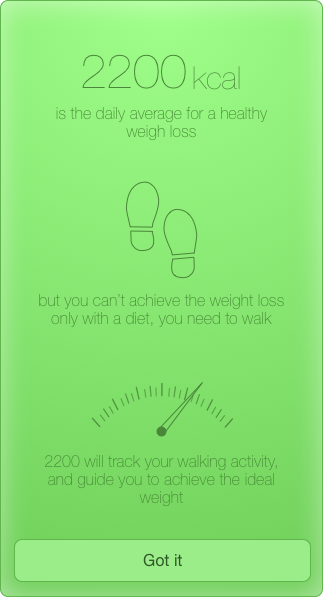 2200 kcal
is the daily average for a healthy
weigh loss
but you can't achieve the weight loss
only with a diet, you need to walk
2200 will track your walking activity,
and guide you to achieve the ideal
weight
Got it